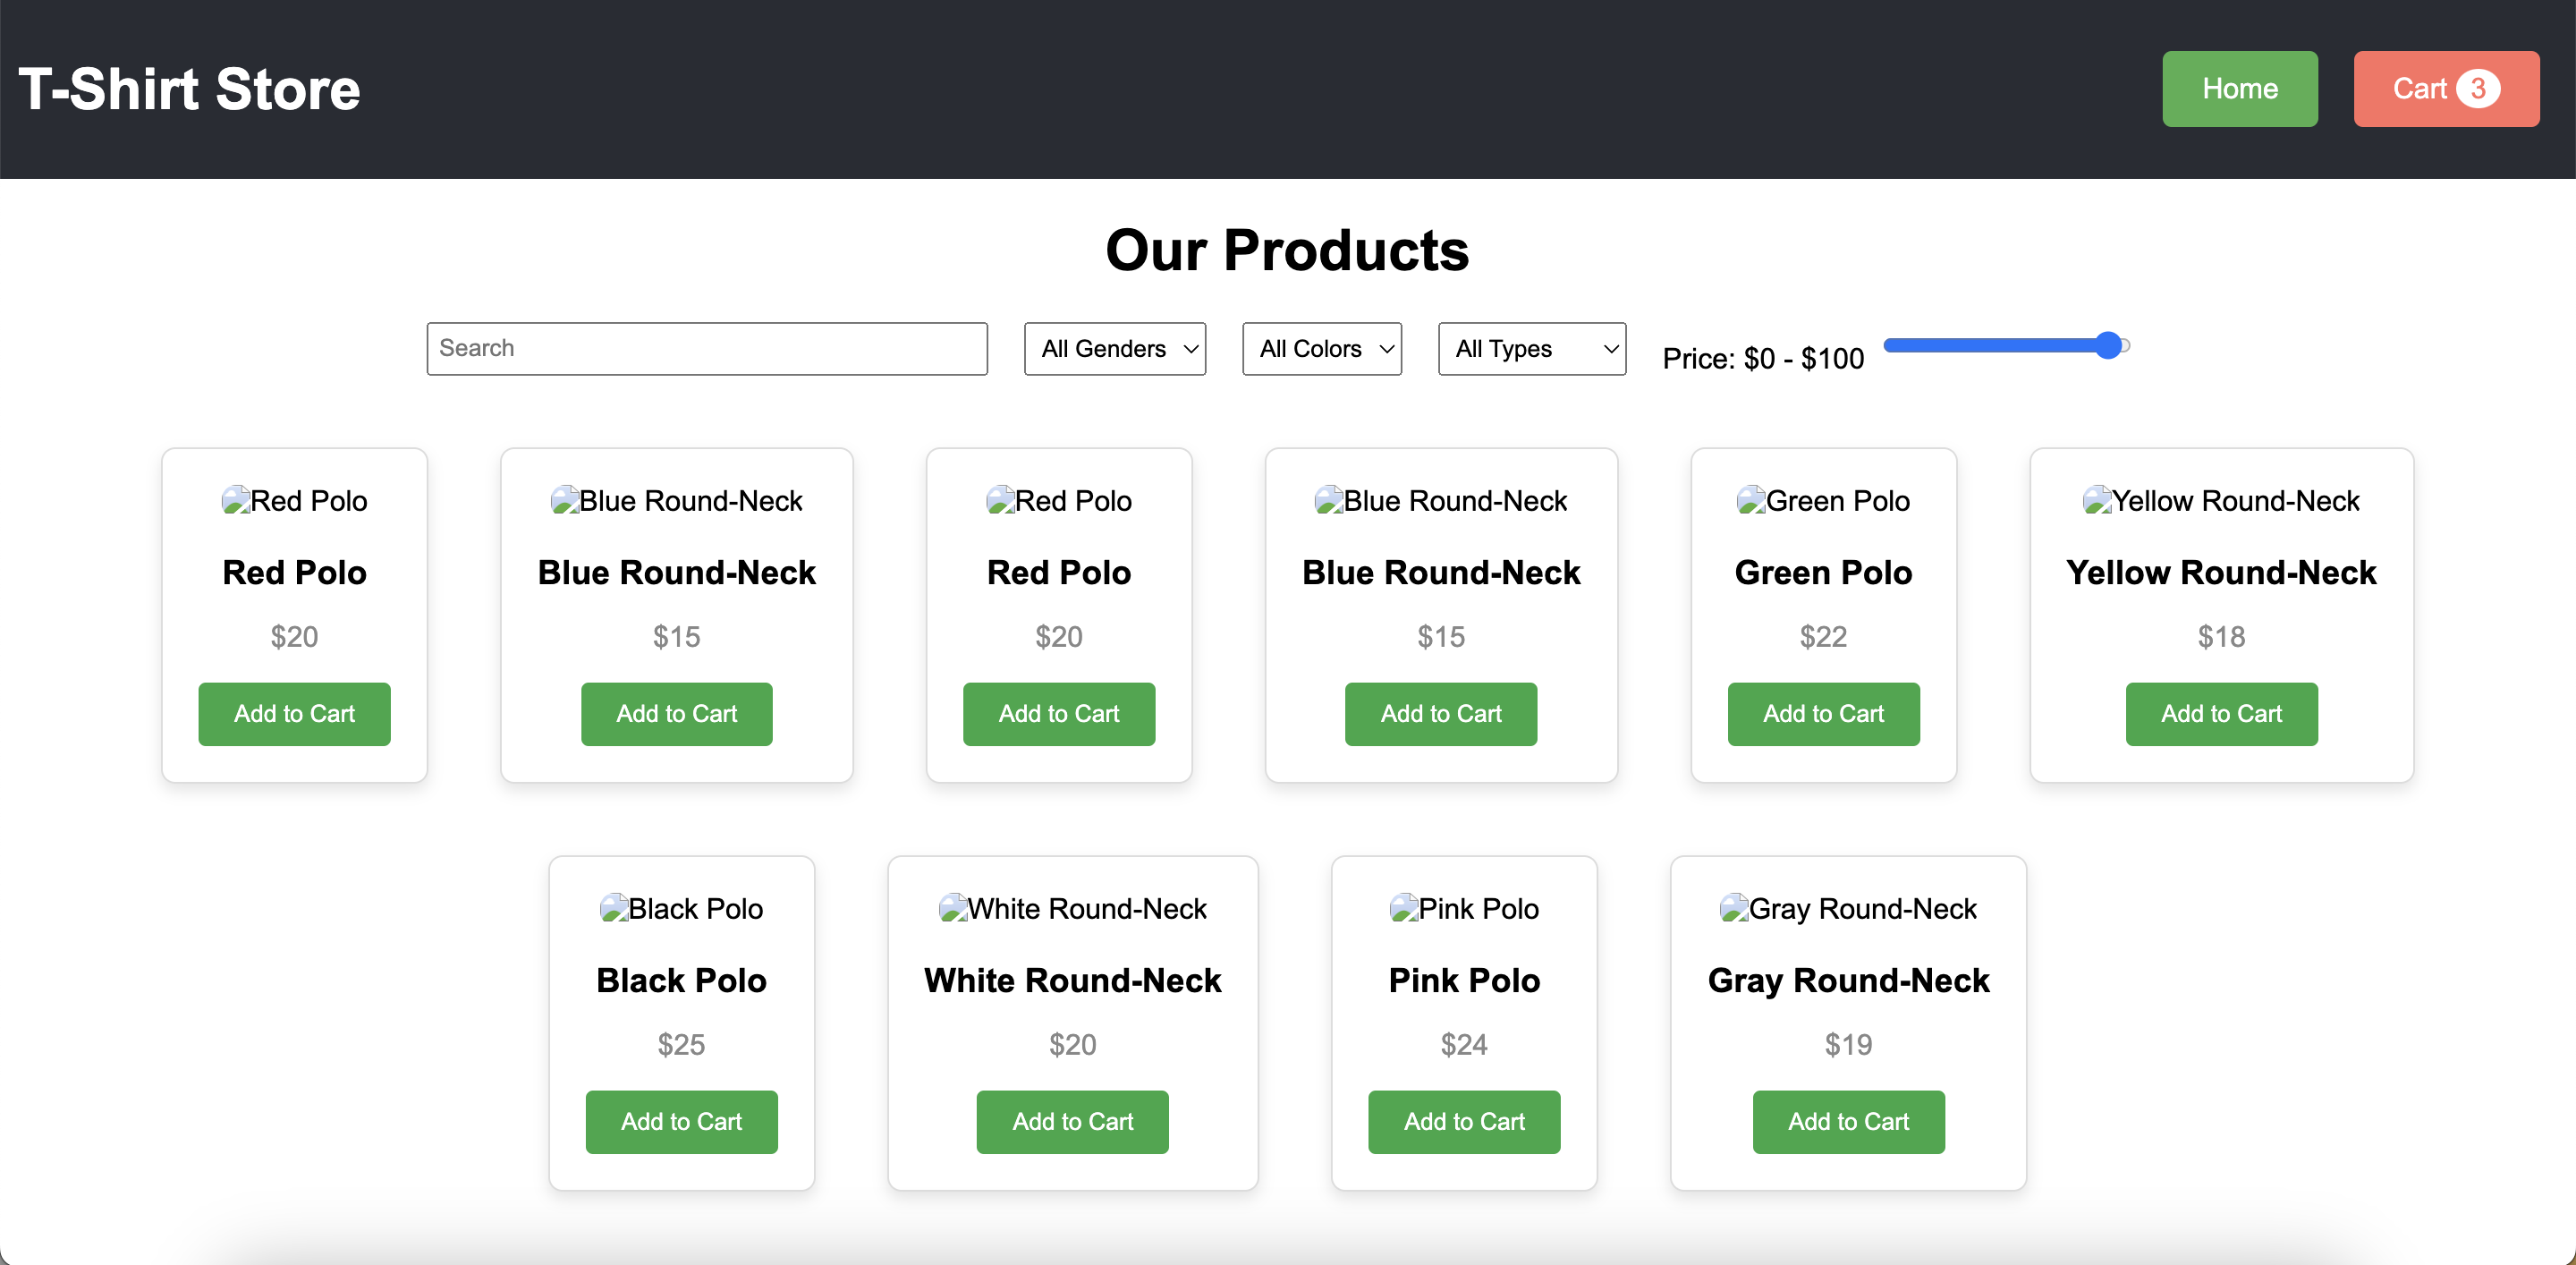 T-Shirt Store
Home
Cart 3
Our Products
Search
All Genders
All Colors
All Types
Price: $0 - $100
Red Polo
Red Polo
$20
Add to Cart
Blue Round-Neck
Blue Round-Neck
$15
Add to Cart
Red Polo
Red Polo
$20
Add to Cart
Blue Round-Neck
Blue Round-Neck
$15
Add to Cart
Green Polo
Green Polo
$22
Add to Cart
Yellow Round-Neck
Yellow Round-Neck
$18
Add to Cart
Black Polo
Black Polo
$25
Add to Cart
White Round-Neck
White Round-Neck
$20
Add to Cart
Pink Polo
Pink Polo
$24
Add to Cart
Gray Round-Neck
Gray Round-Neck
$19
Add to Cart